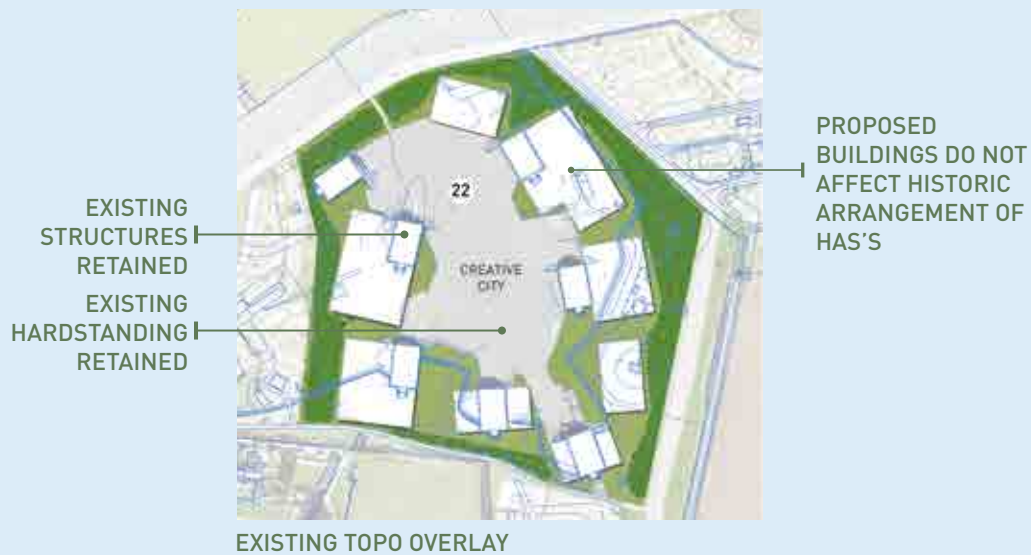 EXISTING
STRUCTURES
RETAINED
EXISTING
HARDSTANDING
RETAINED
22
CREATIVE
CITY
PROPOSED
BUILDINGS DO NOT
AFFECT HISTORIC
ARRANGEMENT OF
HAS'S
EXISTING TOPO OVERLAY